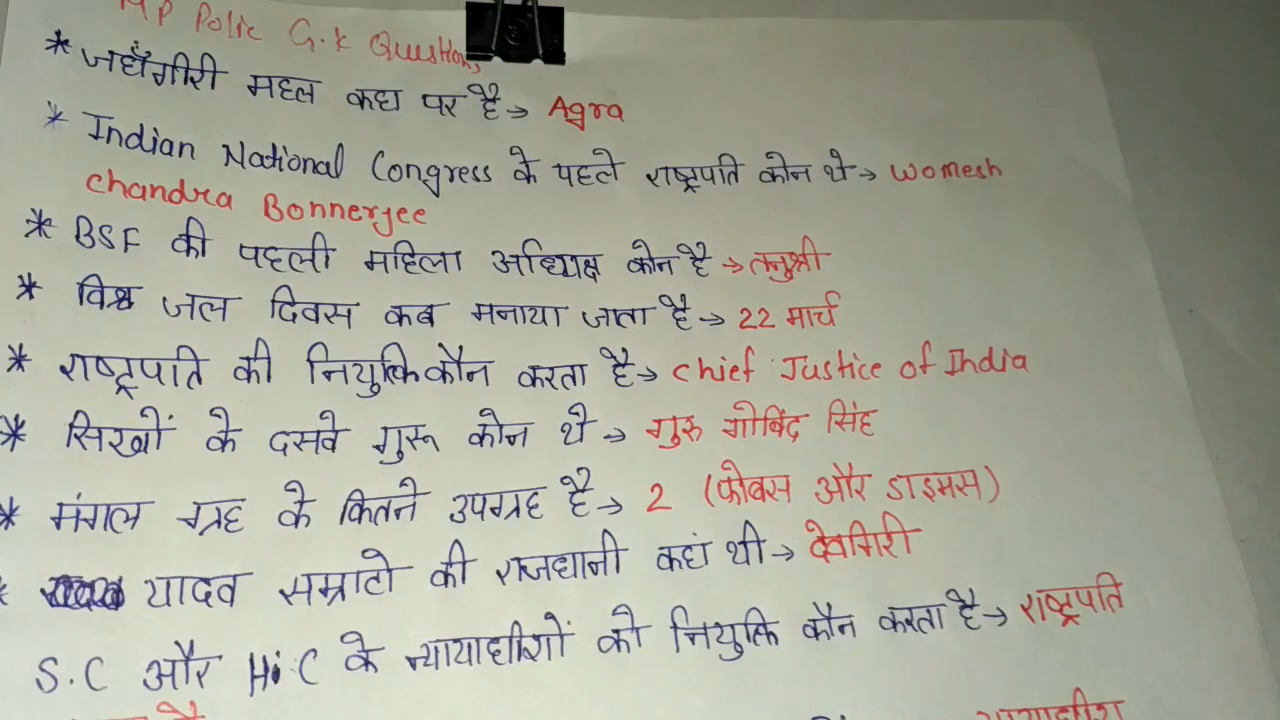 MP Polic G.K Questions
* जहाँगीरी महल कहा पर है → Agra
* Indian National Congress के पहले राष्ट्रपति कोन थे → Womesh
Chandra Bonnerjee
* BSF की पहली महिला अधियिक्ष कोन है → तनुश्री
* विश्व जल दिवस कब मनाया जाता है → 22 मार्च
* राष्ट्रपति की नियुक्ति कौन करता है → Chief Justice of India
* सिखों के दसवे गुरू कोन थे → गुरु गोबिंद सिंह
* मंगल ग्रह के कितने उपग्रह है → 2 (फोबस और डाइमस)
* यादव सम्राटो की राजधानी कहां थी → देवगिरी
S.C और H.C के न्यायाधीशों की नियुक्ति कौन करता है → राष्ट्रपति